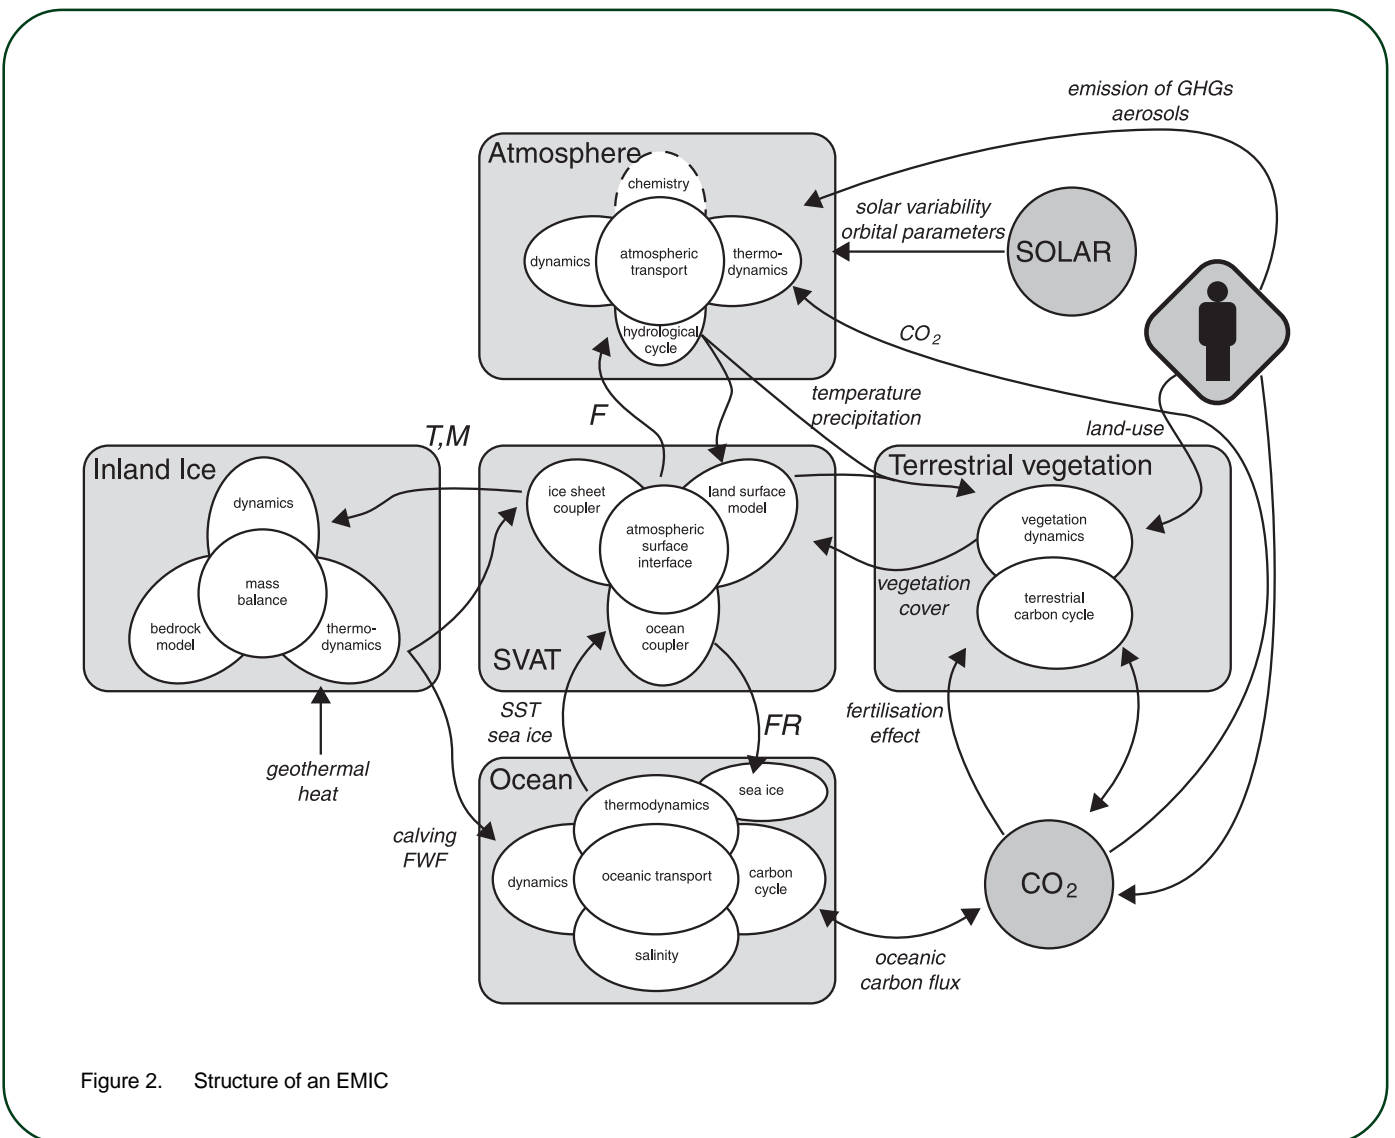 emission of GHGs
aerosols
Atmosphere
chemistry
dynamics
atmospheric
transport
thermo-
dynamics
hydrological
cycle
solar variability
orbital parameters
SOLAR
CO2
temperature
precipitation
F
T,M
land-use
Inland Ice
dynamics
mass
balance
bedrock
model
thermo-
dynamics
geothermal
heat
ice sheet
coupler
land surface
model
atmospheric
surface
interface
ocean
coupler
SVAT
Terrestrial vegetation
vegetation
dynamics
terrestrial
carbon cycle
vegetation
cover
SST
sea ice
FR
fertilisation
effect
calving
FWF
Ocean
thermodynamics
sea ice
dynamics
oceanic transport
carbon
cycle
salinity
CO2
oceanic
carbon flux
Figure 2. Structure of an EMIC